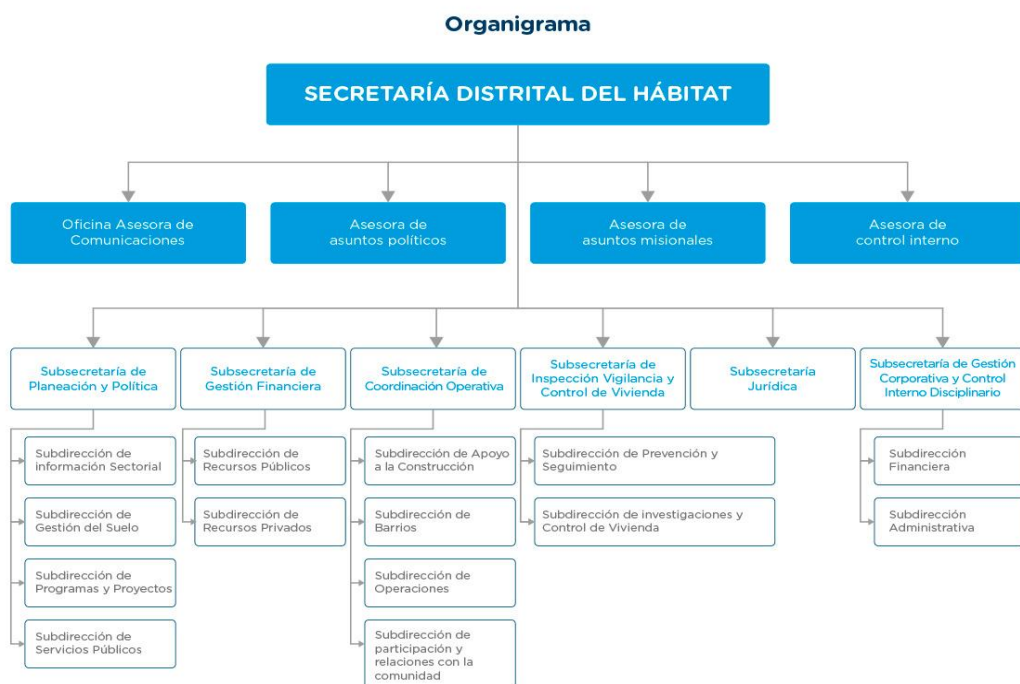 Organigrama
SECRETARÍA DISTRITAL DEL HÁBITAT
Oficina Asesora de
Comunicaciones
Asesora de
asuntos políticos
Asesora de
asuntos misionales
Asesora de
control interno
Subsecretaría de
Planeación y Política
Subsecretaría de
Gestión Financiera
Subsecretaría de
Coordinación Operativa
Subsecretaría de
Inspección Vigilancia y
Control de Vivienda
Subsecretaría
Jurídica
Subsecretaría de Gestión
Corporativa y Control
Interno Disciplinario
Subdirección de
información Sectorial
Subdirección de
Gestión del Suelo
Subdirección de
Programas y Proyectos
Subdirección de
Servicios Públicos
Subdirección de
Recursos Públicos
Subdirección de
Recursos Privados
Subdirección de Apoyo
a la Construcción
Subdirección de
Barrios
Subdirección de
Operaciones
Subdirección de
participación y
relaciones con la
comunidad
Subdirección de Prevención y
Seguimiento
Subdirección de investigaciones y
Control de Vivienda
Subdirección
Financiera
Subdirección
Administrativa